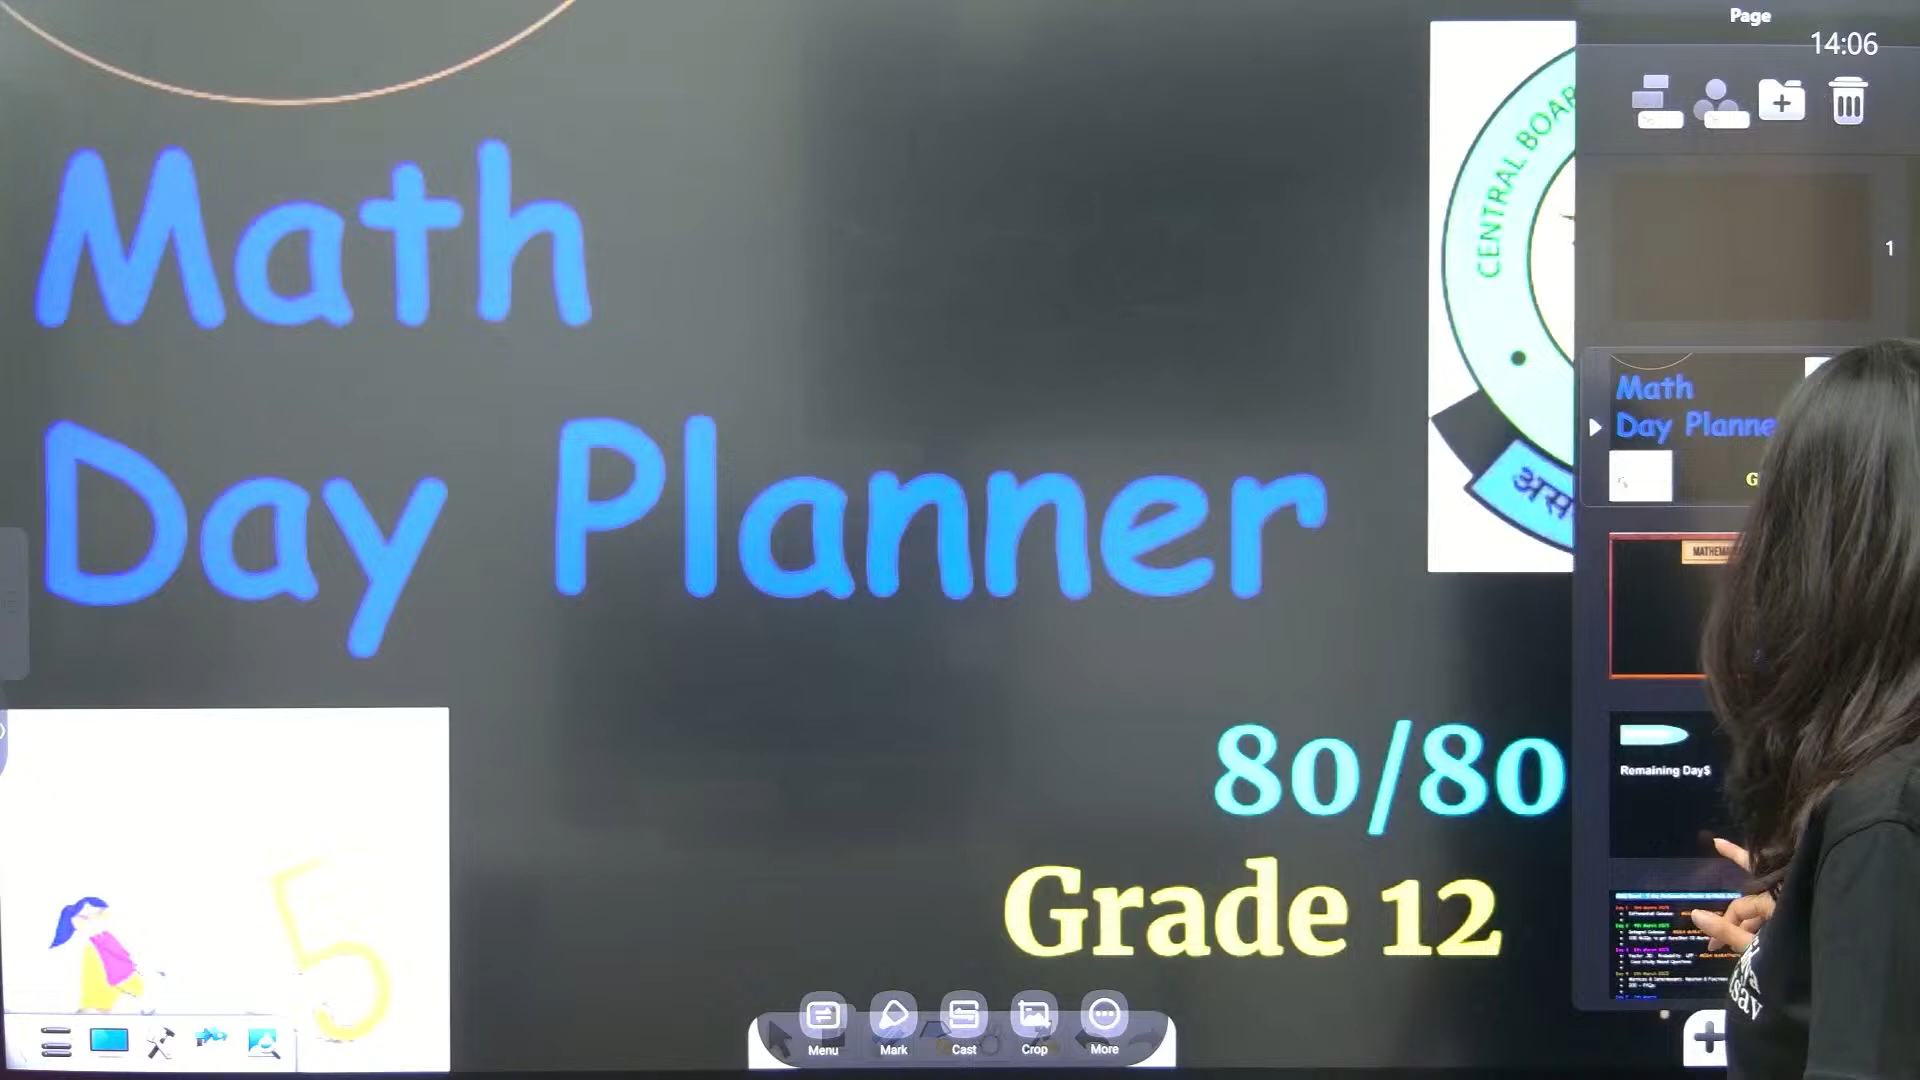 Page
14:06
CENTRAL BOAR
1
Math
Day Planner
अस
Math
Day Planne
G
MATHEMA
80/80
Remaining Day$
Grade 12
5
Menu
Mark
Cast
Crop
More